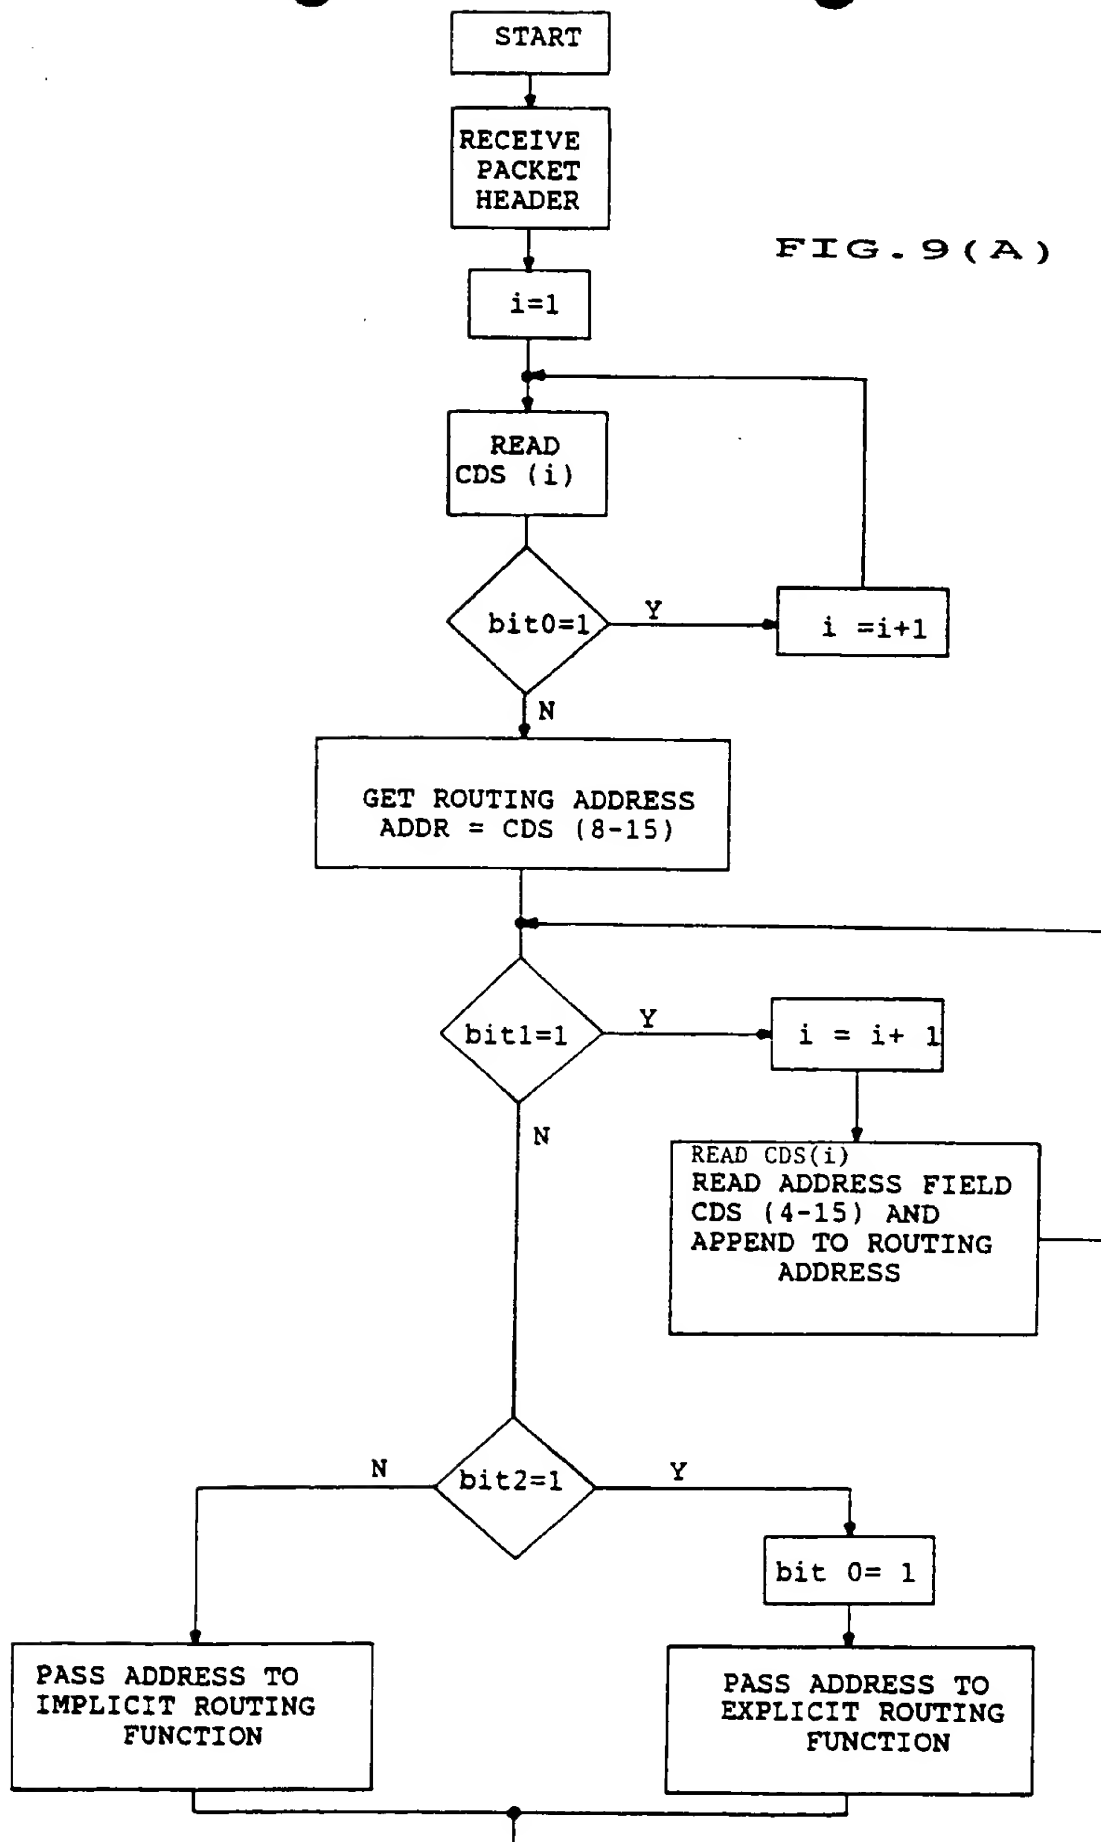 START
RECEIVE
PACKET
HEADER
FIG.9(A)
i=1
READ
CDS (i)
bit0=1
Y
i =i+1
N
GET ROUTING ADDRESS
ADDR = CDS (8-15)
bit1=1
Y
i = i+ 1
N
READ CDS(i)
READ ADDRESS FIELD
CDS (4-15) AND
APPEND TO ROUTING
ADDRESS
N
bit2=1
Y
bit 0= 1
PASS ADDRESS TO
IMPLICIT ROUTING
FUNCTION
PASS ADDRESS TO
EXPLICIT ROUTING
FUNCTION